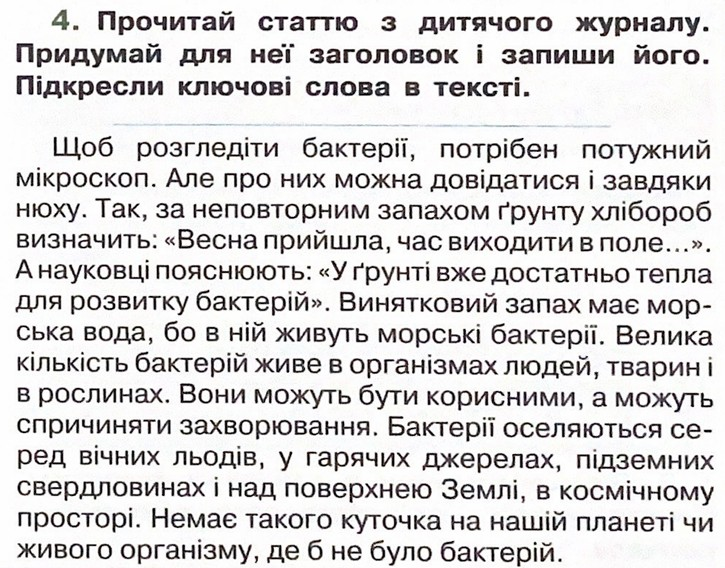 4. Прочитай статтю з дитячого журналу.
Придумай для неї заголовок і запиши його.
Підкресли ключові слова в тексті.
Щоб розгледіти бактерії, потрібен потужний
мікроскоп. Але про них можна довідатися і завдяки
нюху. Так, за неповторним запахом ґрунту хлібороб
визначить: «Весна прийшла, час виходити в поле...».
А науковці пояснюють: «У ґрунті вже достатньо тепла
для розвитку бактерій». Винятковий запах має мор-
ська вода, бо в ній живуть морські бактерії. Велика
кількість бактерій живе в організмах людей, тварин і
в рослинах. Вони можуть бути корисними, а можуть
спричиняти захворювання. Бактерії оселяються се-
ред вічних льодів, у гарячих джерелах, підземних
свердловинах і над поверхнею Землі, в космічному
просторі. Немає такого куточка на нашій планеті чи
живого організму, де б не було бактерій.